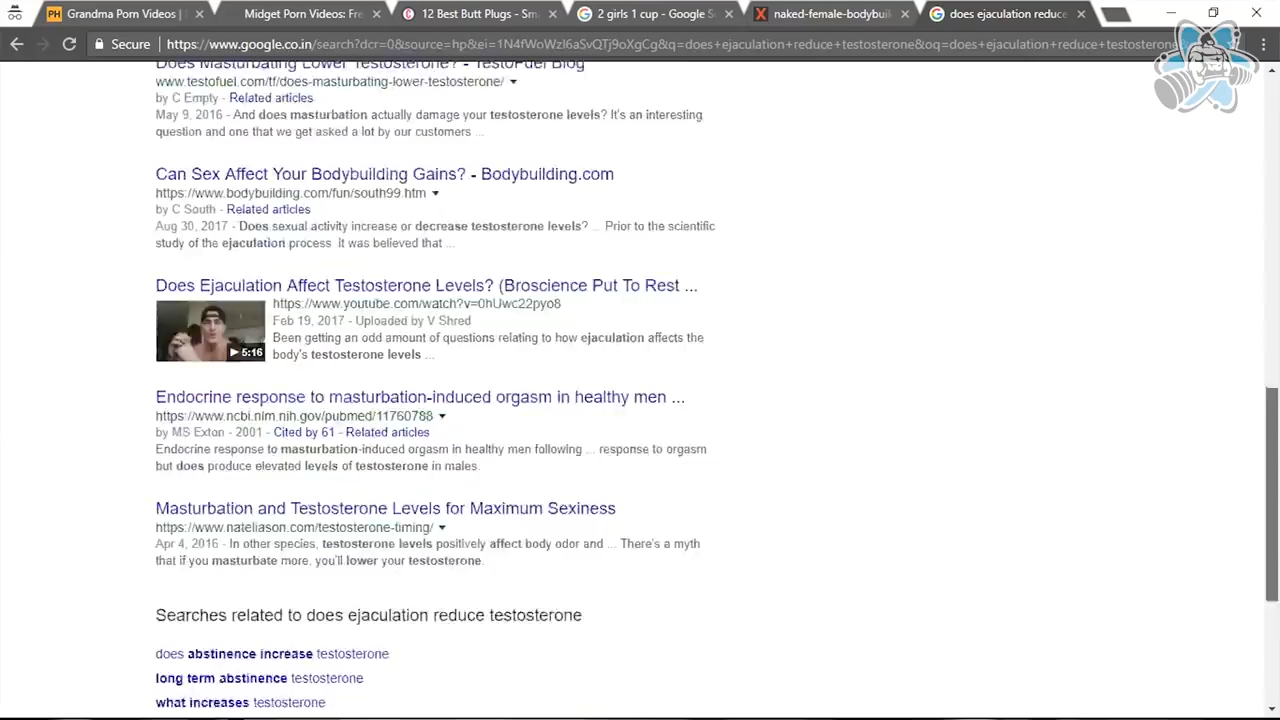 Grandma Porn Videos |
Midget Porn Videos: Fre
12 Best Butt Plugs - Sm
2 girls 1 cup - Google S
naked-female-bodybuil
does ejaculation reduce
Secure | https://www.google.co.in/search?dcr=0&source=hp&ei=1N4fWoWzI6aSvQTj9oXgCg&q=does+ejaculation+reduce+testosterone&oq=does+ejaculation+reduce+testosterone
Does Masturbating Lower Testosterone? - TestoFuel Blog
www.testofuel.com/tf/does-masturbating-lower-testosterone/
by C Empty - Related articles
May 9, 2016 - And does masturbation actually damage your testosterone levels? It's an interesting
question and one that we get asked a lot by our customers ...
Can Sex Affect Your Bodybuilding Gains? - Bodybuilding.com
https://www.bodybuilding.com/fun/south99.htm
by C South - Related articles
Aug 30, 2017 - Does sexual activity increase or decrease testosterone levels? ... Prior to the scientific
study of the ejaculation process. It was believed that ...
Does Ejaculation Affect Testosterone Levels? (Broscience Put To Rest ...
https://www.youtube.com/watch?v=0hUwc22pyo8
Feb 19, 2017 - Uploaded by V Shred
Been getting an odd amount of questions relating to how ejaculation affects the
body's testosterone levels ...
5:16
Endocrine response to masturbation-induced orgasm in healthy men ...
https://www.ncbi.nlm.nih.gov/pubmed/11760788
by MS Exton - 2001 - Cited by 61 - Related articles
Endocrine response to masturbation-induced orgasm in healthy men following ... response to orgasm
but does produce elevated levels of testosterone in males.
Masturbation and Testosterone Levels for Maximum Sexiness
https://www.nateliason.com/testosterone-timing/
Apr 4, 2016 - In other species, testosterone levels positively affect body odor and ... There's a myth
that if you masturbate more, you'll lower your testosterone.
Searches related to does ejaculation reduce testosterone
does abstinence increase testosterone
long term abstinence testosterone
what increases testosterone